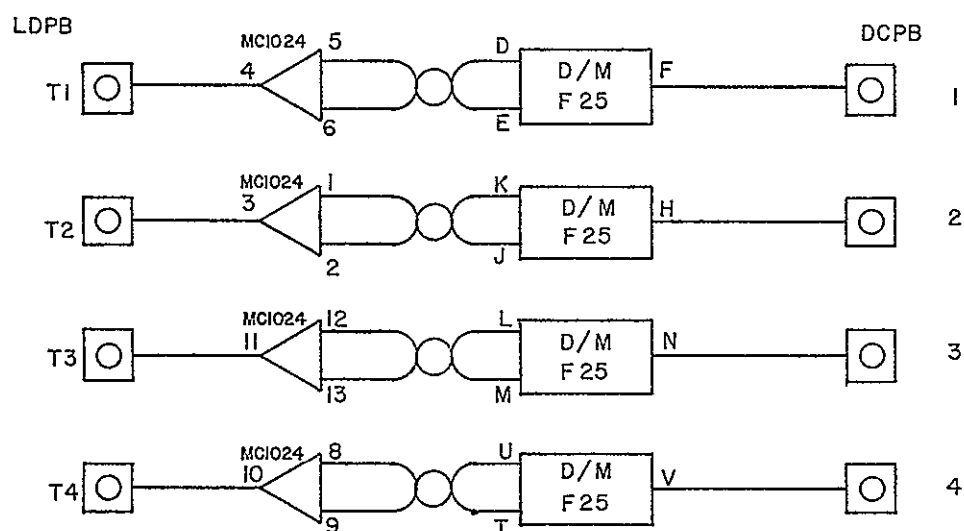 LDPB
DCPB
MC1024
4
5
6
D
E
D/M
F25
F
T1
1
MC1024
3
1
2
K
J
D/M
F25
H
T2
2
MC1024
11
12
13
L
M
D/M
F25
N
T3
3
MC1024
10
8
9
U
T
D/M
F25
V
T4
4